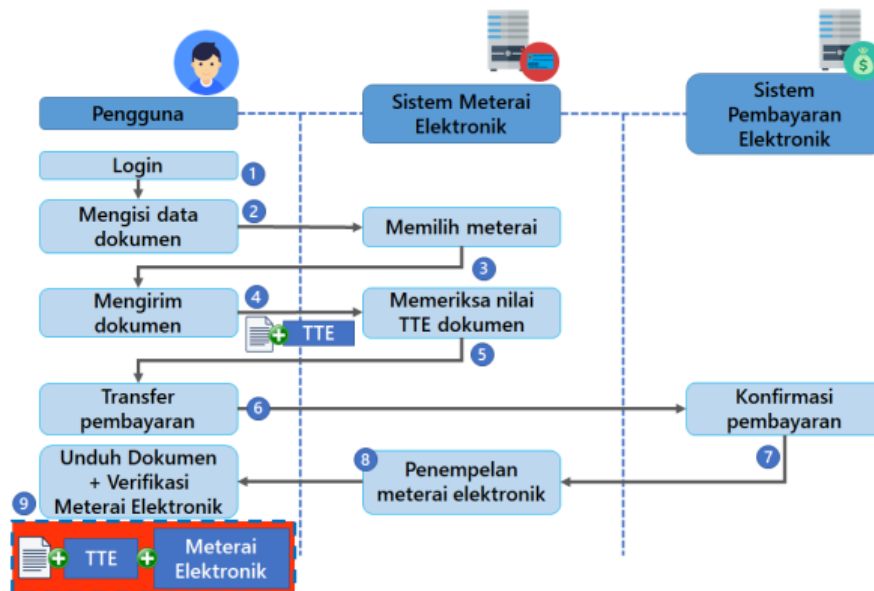 Pengguna
Sistem Meterai
Elektronik
Sistem
Pembayaran
Elektronik
Login
1
Mengisi data
dokumen
2
Memilih meterai
3
Mengirim
dokumen
4
TTE
Memeriksa nilai
TTE dokumen
5
Transfer
pembayaran
6
Konfirmasi
pembayaran
7
Penempelan
meterai elektronik
8
Unduh Dokumen
+ Verifikasi
Meterai Elektronik
9
TTE
Meterai
Elektronik
$